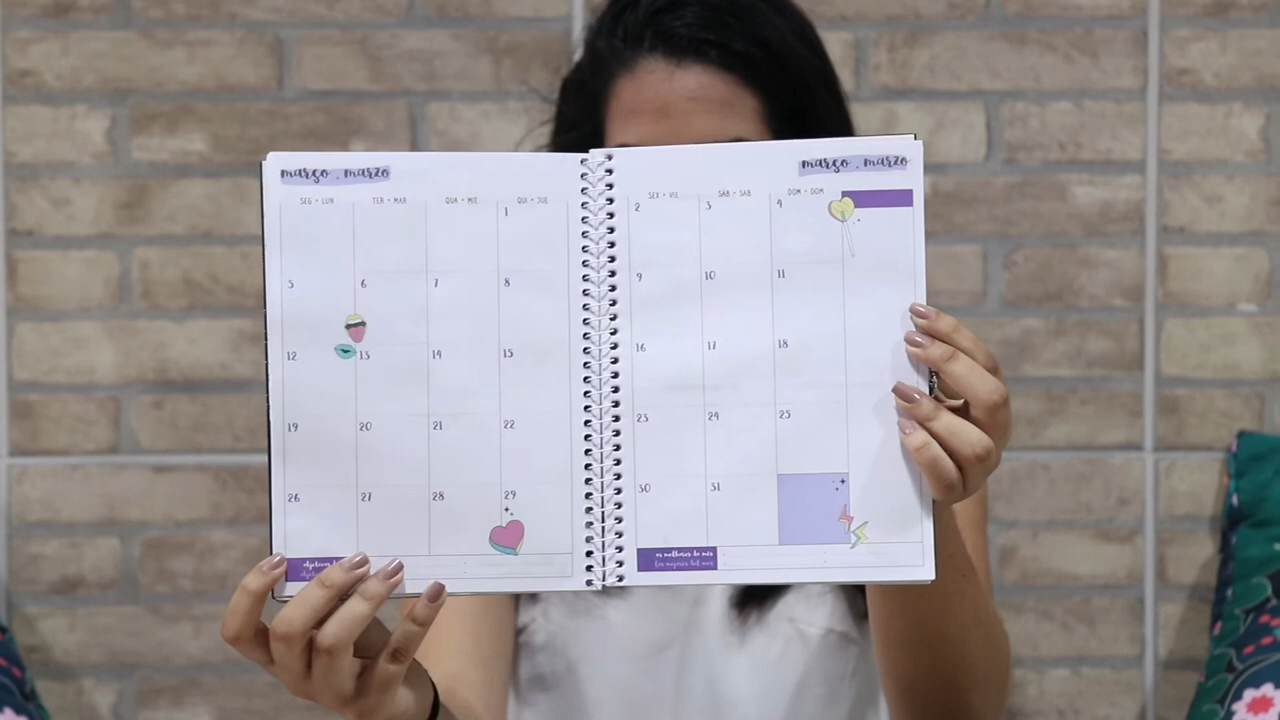 março . marzo
março . marzo
SEG • LUN TER • MAR QUA • MIE QUI • JUE
SEX • VIE SÁB • SAB DOM • DOM
1
2 3 4
5 6 7 8
9 10 11
12 13 14 15
16 17 18
19 20 21 22
23 24 25
26 27 28 29
30 31
objetivos
os melhores do mês
los mejores del mes